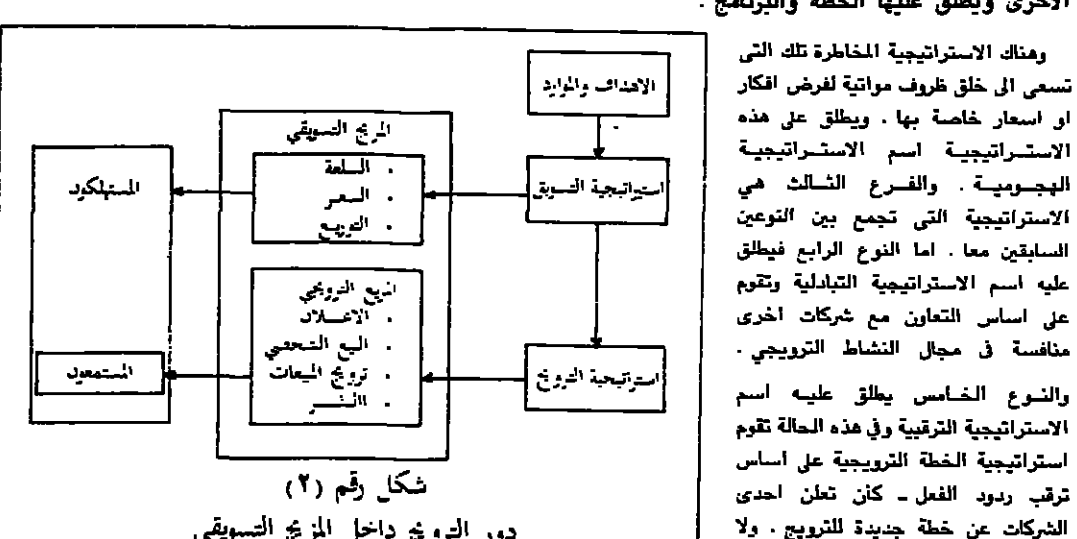 الاخرى ويطلق عليها الخطة والبرنامج .
وهناك الاستراتيجية المخاطرة تلك التى
تسعى الى خلق ظروف مواتية لفرض افكار
او اسعار خاصة بها . ويطلق على هذه
الاستراتيجية اسم الاستراتيجية
الهجومية . والفرع الثالث هي
الاستراتيجية التى تجمع بين النوعين
السابقين معا . اما النوع الرابع فيطلق
عليه اسم الاستراتيجية التبادلية وتقوم
على اساس التعاون مع شركات اخرى
منافسة فى مجال النشاط الترويجي .
والنوع الخامس يطلق عليه اسم
الاستراتيجية الترقبية وفي هذه الحالة تقوم
استراتيجية الخطة الترويجية على أساس
ترقب ردود الفعل ـ كأن تعلن احدى
الشركات عن خطة جديدة للترويج . ولا
الاهداف والموارد
استيراتيجية التسويق
استراتيجية الترويج
المزيج التسويقي
. السلعة
. السعر
. التوزيع
المزيج الترويجي
. الاعلان
. البيع الشخصي
. ترويج المبيعات
. النشر
المستهلكون
المستمعون
شكل رقم (٢)
دور الترويج داخل المزيج التسويقي